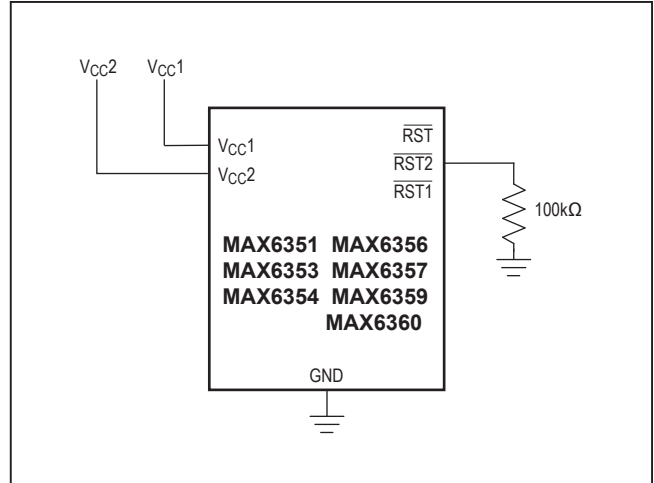 VCC2 VCC1
VCC1
VCC2
RST
RST2
RST1
100kΩ
MAX6351 MAX6356
MAX6353 MAX6357
MAX6354 MAX6359
MAX6360
GND